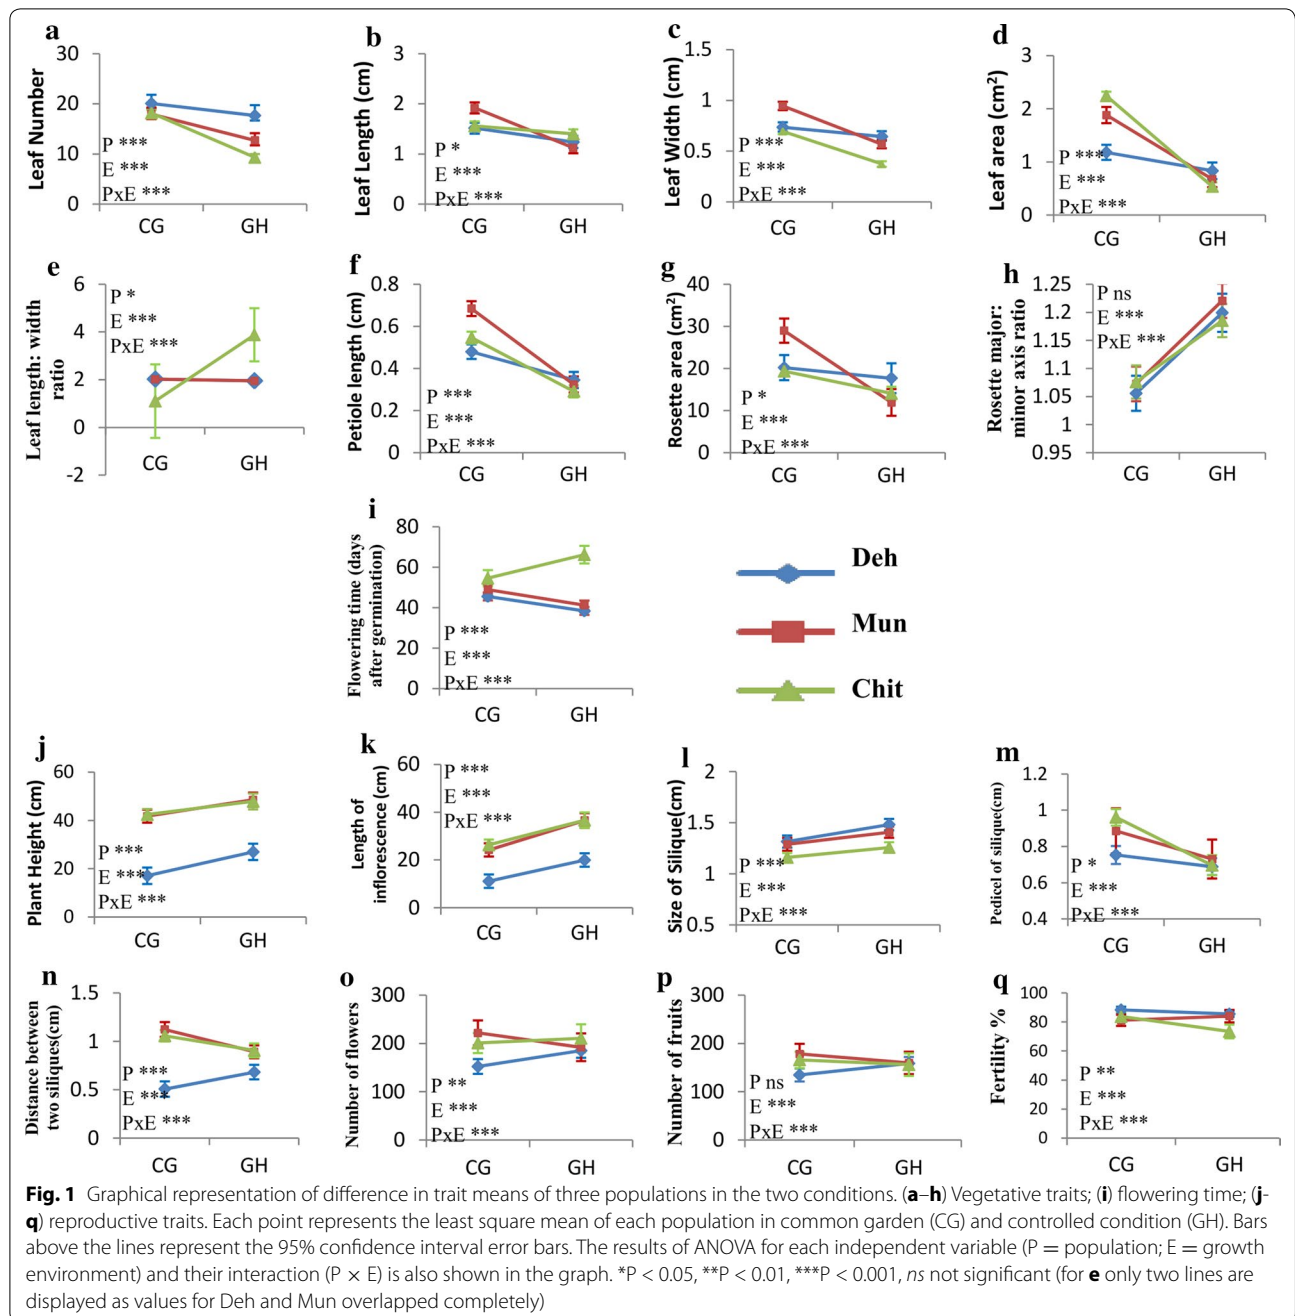 a
Leaf Number
30
20
10
0
P ***
E ***
PxE ***
CG GH
b
Leaf Length (cm)
3
2
1
0
P *
E ***
PxE ***
CG GH
c
Leaf Width (cm)
1.5
1
0.5
0
P ***
E ***
PxE ***
CG GH
d
Leaf area (cm²)
3
2
1
0
P ***
E ***
PxE ***
CG GH
e
Leaf length: width
ratio
6
4
2
0
-2
P *
E ***
PxE ***
CG GH
f
Petiole length (cm)
0.8
0.6
0.4
0.2
0
P ***
E ***
PxE ***
CG GH
g
Rosette area (cm²)
40
30
20
10
0
P *
E ***
PxE ***
CG GH
h
Rosette major:
minor axis ratio
1.25
1.2
1.15
1.1
1.05
1
0.95
P ns
E ***
PxE ***
CG GH
i
Flowering time (days
after germination)
80
60
40
20
0
P ***
E ***
PxE ***
CG GH
Deh
Mun
Chit
j
Plant Height (cm)
60
40
20
0
P ***
E ***
PxE ***
CG GH
k
Length of
inflorescence (cm)
60
40
20
0
P ***
E ***
PxE ***
CG GH
l
Size of Silique(cm)
2
1.5
1
0.5
P ***
E ***
PxE ***
CG GH
m
Pedicel of silique(cm)
1.2
1
0.8
0.6
0.4
P *
E ***
PxE ***
CG GH
n
Distance between
two siliques(cm)
1.5
1
0.5
0
P ***
E ***
PxE ***
CG GH
o
Number of flowers
300
200
100
0
P **
E ***
PxE ***
CG GH
p
Number of fruits
300
200
100
0
P ns
E ***
PxE ***
CG GH
q
Fertility %
100
80
60
40
20
0
P **
E ***
PxE ***
CG GH
Fig. 1 Graphical representation of difference in trait means of three populations in the two conditions. (a–h) Vegetative traits; (i) flowering time; (j-
q) reproductive traits. Each point represents the least square mean of each population in common garden (CG) and controlled condition (GH). Bars
above the lines represent the 95% confidence interval error bars. The results of ANOVA for each independent variable (P = population; E = growth
environment) and their interaction (P × E) is also shown in the graph. *P < 0.05, **P < 0.01, ***P < 0.001, ns not significant (for e only two lines are
displayed as values for Deh and Mun overlapped completely)